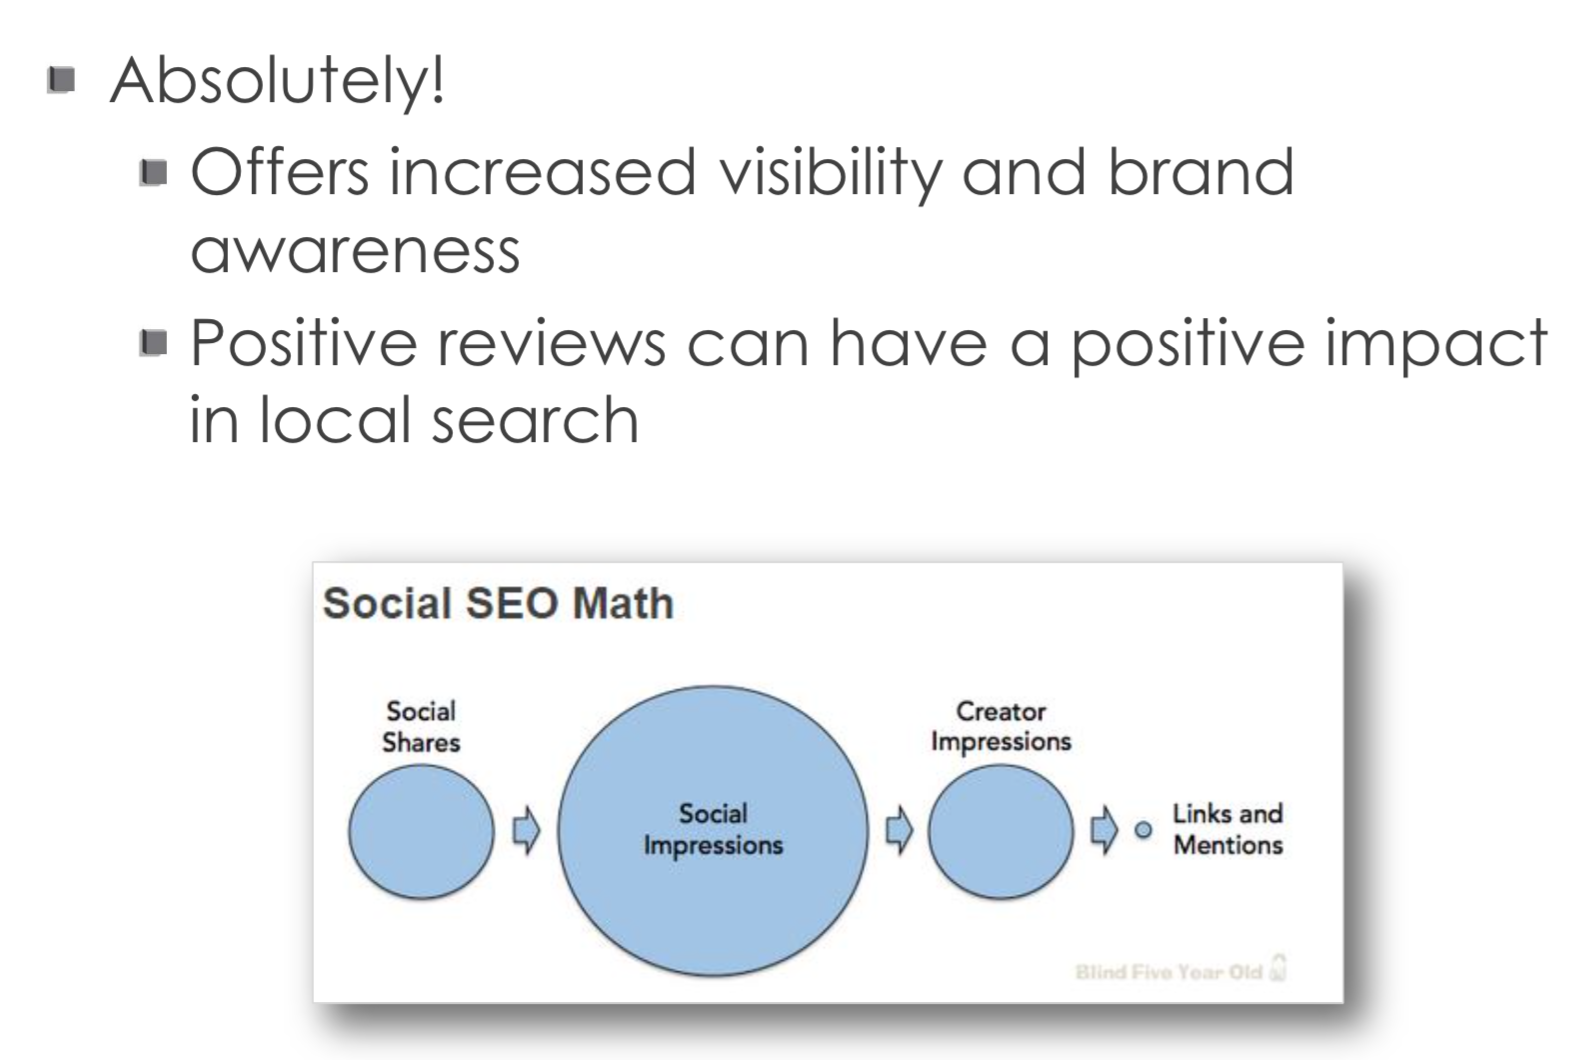 Absolutely!
Offers increased visibility and brand
awareness
Positive reviews can have a positive impact
in local search
Social SEO Math
Social
Shares
Social
Impressions
Creator
Impressions
Links and
Mentions
Blind Five Year Old